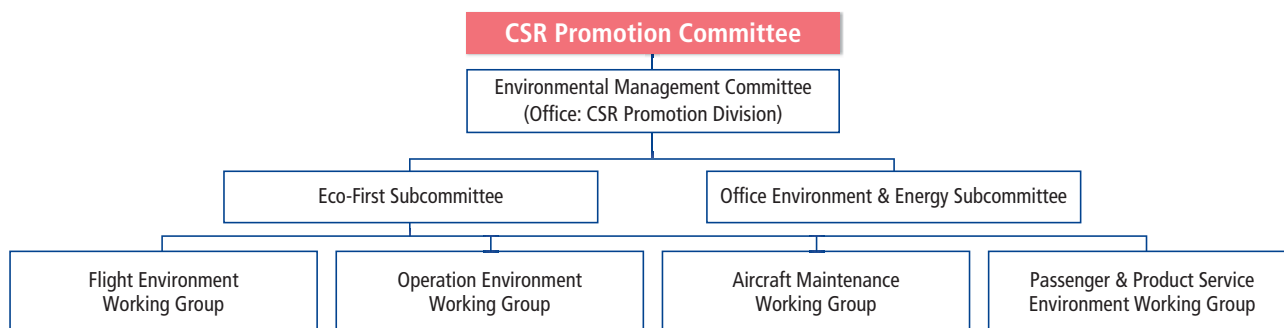 CSR Promotion Committee
Environmental Management Committee
(Office: CSR Promotion Division)
Eco-First Subcommittee
Office Environment & Energy Subcommittee
Flight Environment
Working Group
Operation Environment
Working Group
Aircraft Maintenance
Working Group
Passenger & Product Service
Environment Working Group